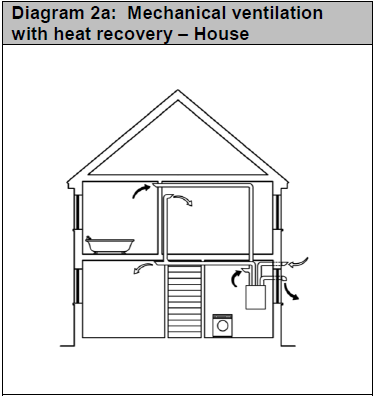 Diagram 2a:  Mechanical ventilation
with heat recovery – House